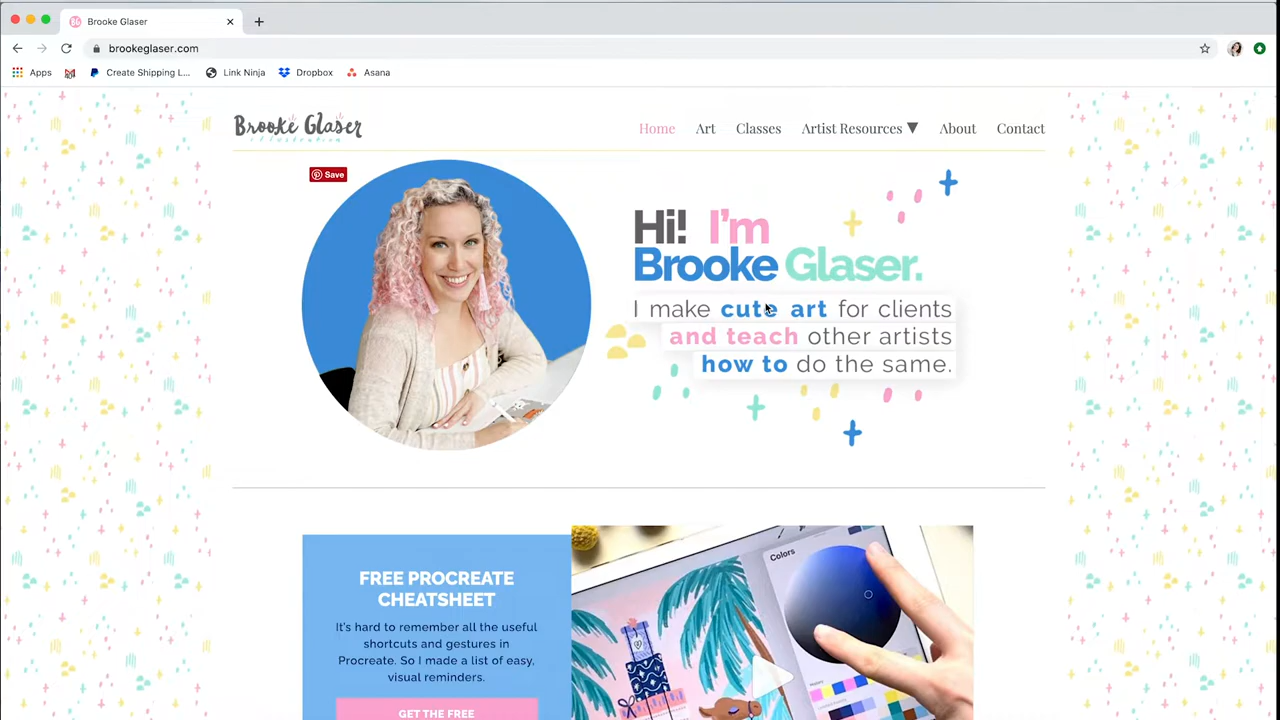 Brooke Glaser
brookeglaser.com
Apps
Create Shipping L...
Link Ninja
Dropbox
Asana
Brooke Glaser
Home
Art
Classes
Artist Resources ▼
About
Contact
Save
Hi! I'm
Brooke Glaser.
I make cute art for clients
and teach other artists
how to do the same.
FREE PROCREATE
CHEATSHEET
It's hard to remember all the useful
shortcuts and gestures in
Procreate. So I made a list of easy,
visual reminders.
GET THE FREE
Colors